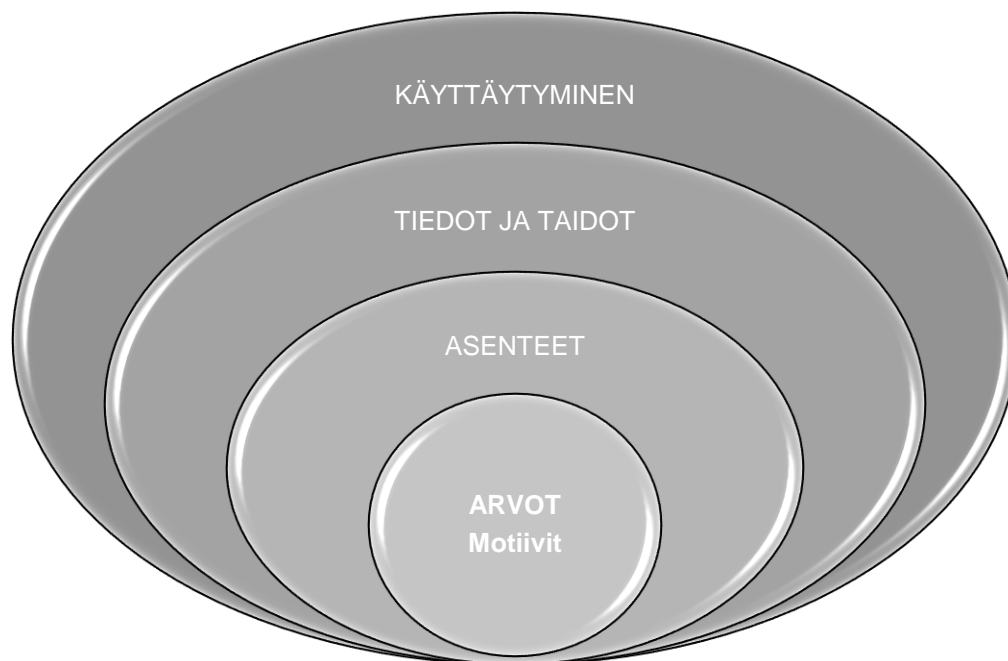 KÄYTTÄYTYMINEN
TIEDOT JA TAIDOT
ASENTEET
ARVOT
Motiivit